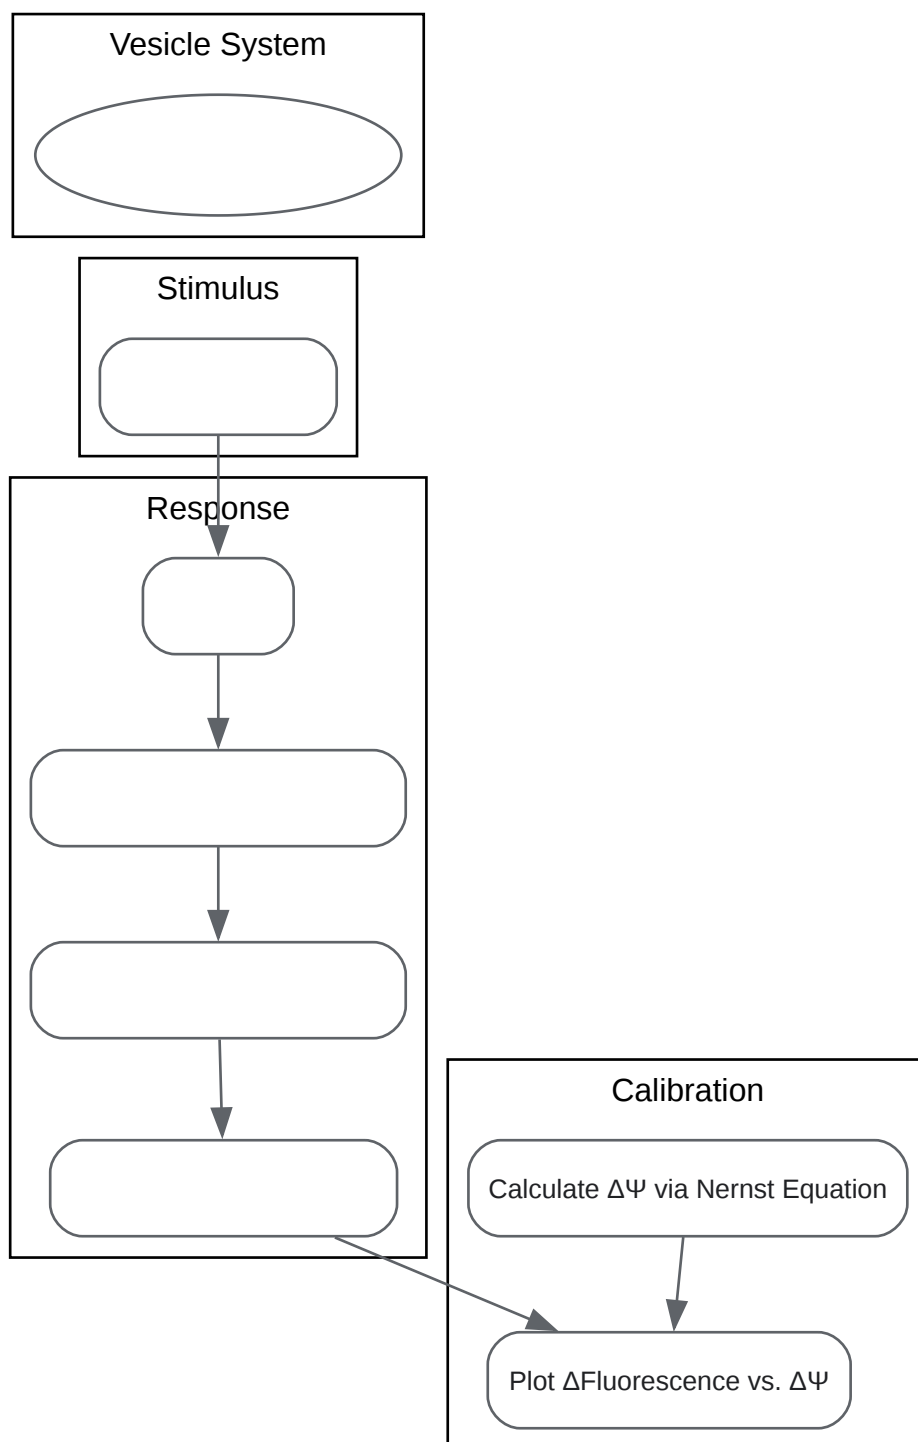 Vesicle System
Stimulus
Response
Calibration
Calculate ΔΨ via Nernst Equation
Plot ΔFluorescence vs. ΔΨ